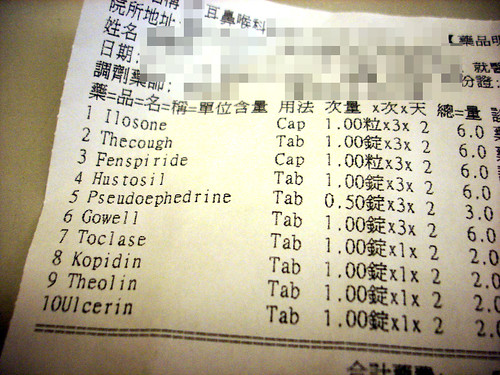 耳鼻喉科
院所地址:
【藥品明
姓名
就醫
日期:
份證:
調劑藥師:
藥=品=名=稱=單位含量 用法 次量 x次x天 總=量
1 Ilosone Cap 1.00粒x3x 2 6.0
2 Thecough Tab 1.00錠x3x 2 6.0
3 Fenspiride Cap 1.00粒x3x 2 6.0
4 Hustosil Tab 1.00錠x3x 2 6.0
5 Pseudoephedrine Tab 0.50錠x3x 2 3.0
6 Gowell Tab 1.00錠x3x 2 6.0
7 Toclase Tab 1.00錠x1x 2 2.0
8 Kopidin Tab 1.00錠x1x 2 2.0
9 Theolin Tab 1.00錠x1x 2 2.0
10Ulcerin Tab 1.00錠x1x 2 2.
合計藥費: